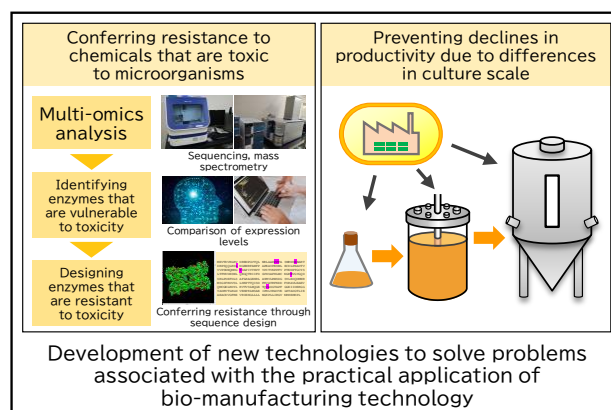 Conferring resistance to
chemicals that are toxic
to microorganisms
Multi-omics
analysis
Sequencing, mass
spectrometry
Identifying
enzymes that
are vulnerable to
toxicity
Comparison of expression
levels
Designing
enzymes that
are resistant
to toxicity
Conferring resistance through
sequence design
Preventing declines in
productivity due to differences
in culture scale
Development of new technologies to solve problems
associated with the practical application of
bio-manufacturing technology